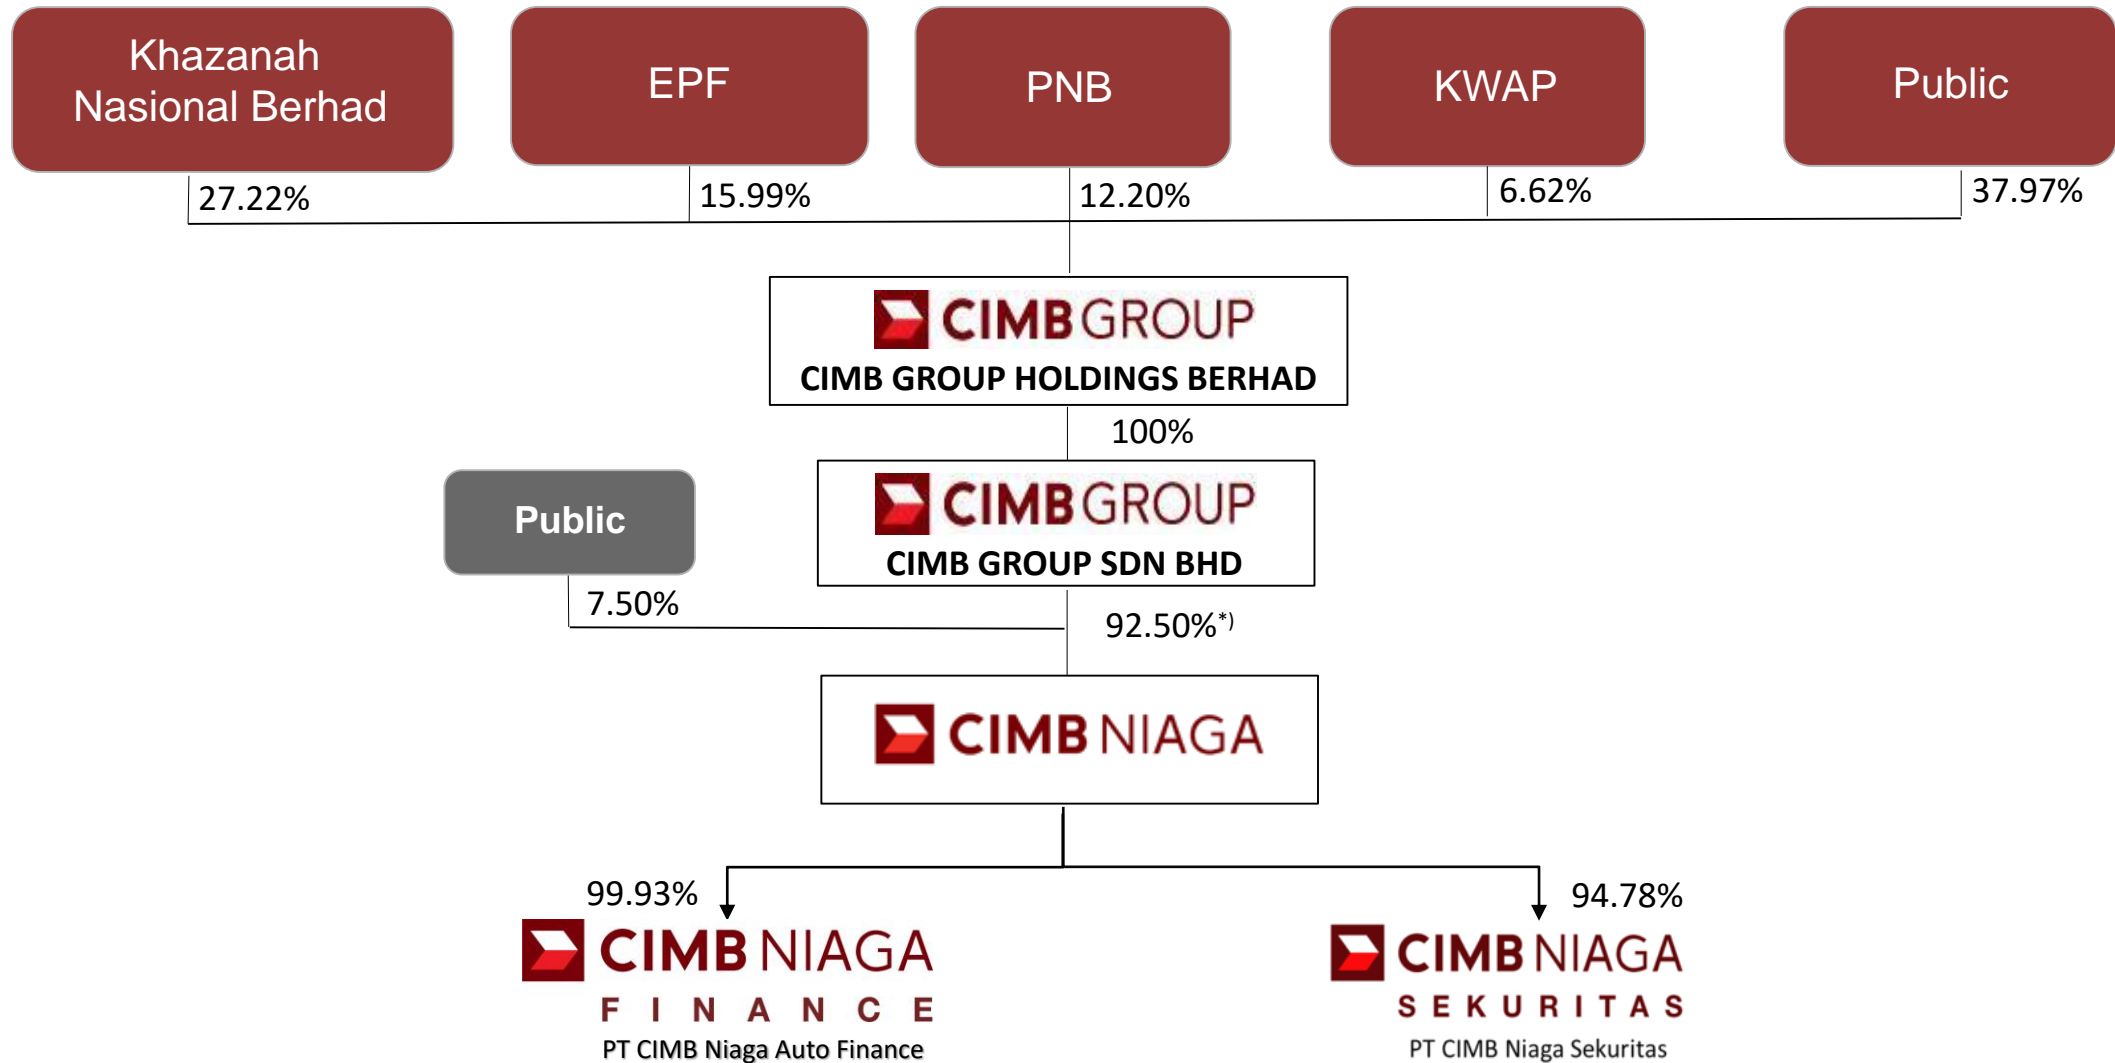 Khazanah
Nasional Berhad
EPF
PNB
KWAP
Public
27.22%
15.99%
12.20%
6.62%
37.97%
CIMB GROUP
CIMB GROUP HOLDINGS BERHAD
100%
CIMB GROUP
CIMB GROUP SDN BHD
Public
7.50%
92.50%*)
CIMB NIAGA
99.93%
CIMB NIAGA
FINANCE
PT CIMB Niaga Auto Finance
94.78%
CIMB NIAGA
SEKURITAS
PT CIMB Niaga Sekuritas